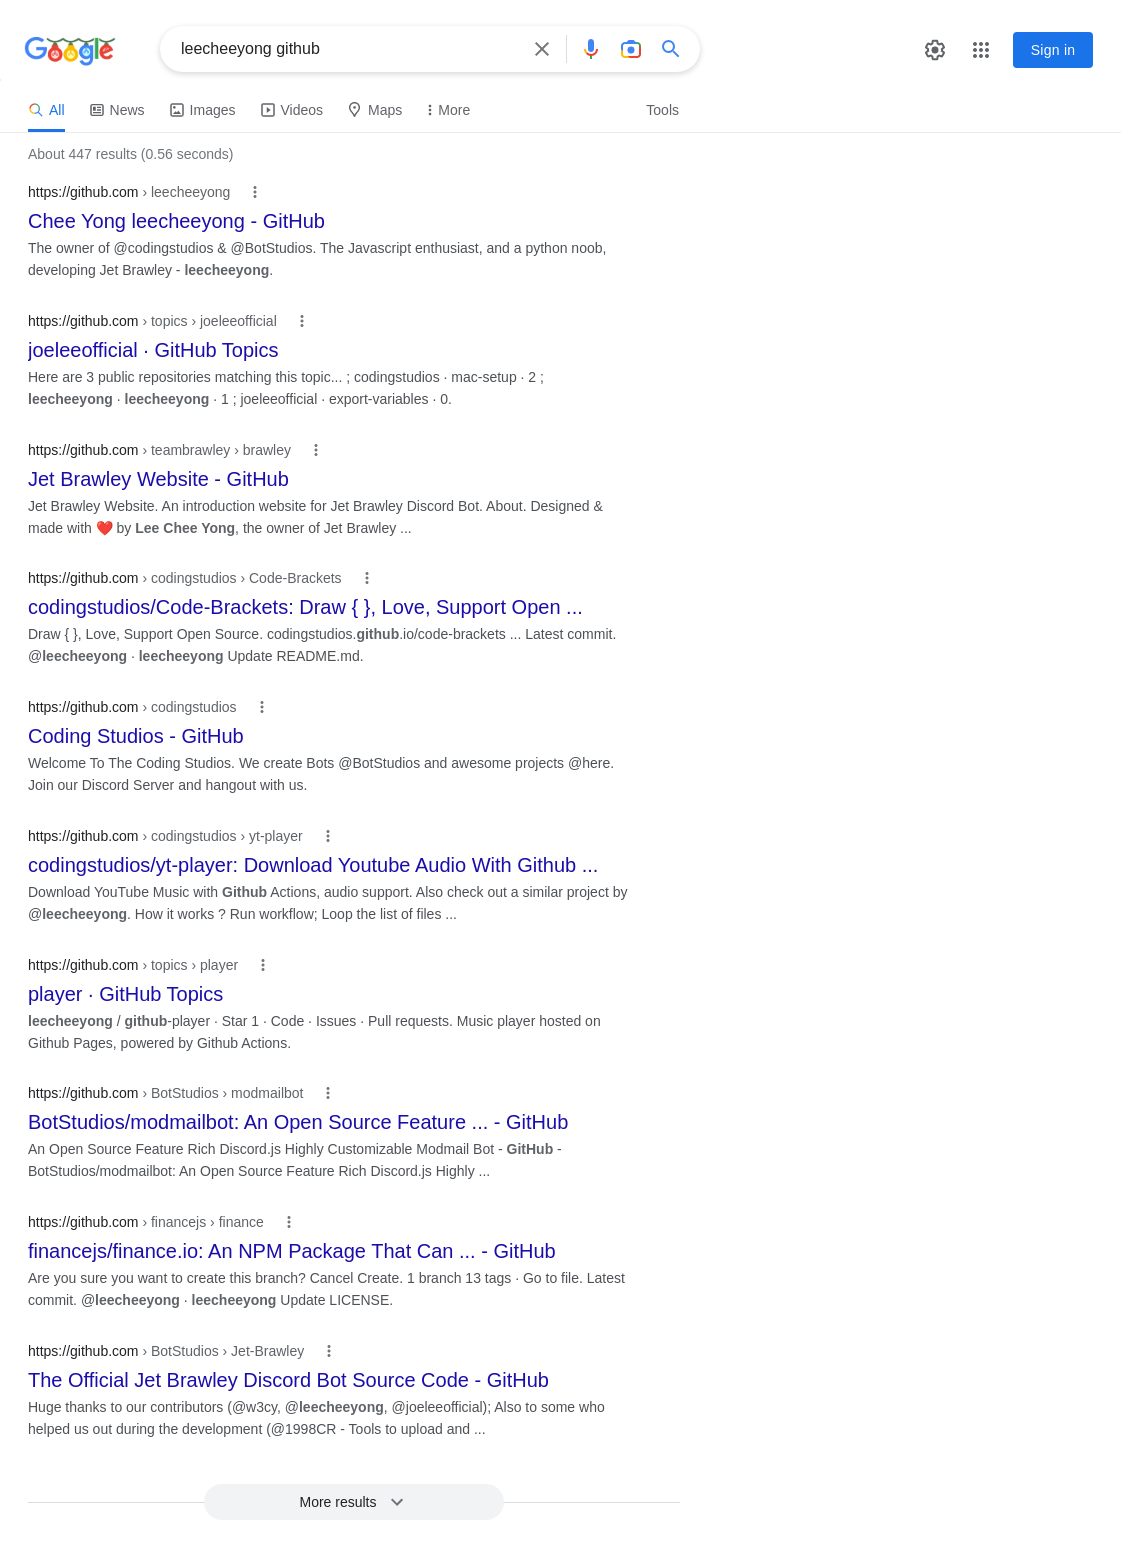 Google
leecheeyong github
Sign in
All
News
Images
Videos
Maps
More
Tools
About 447 results (0.56 seconds)
https://github.com › leecheeyong
Chee Yong leecheeyong - GitHub
The owner of @codingstudios & @BotStudios. The Javascript enthusiast, and a python noob,
developing Jet Brawley - leecheeyong.
https://github.com › topics › joeleeofficial
joeleeofficial · GitHub Topics
Here are 3 public repositories matching this topic... ; codingstudios · mac-setup · 2 ;
leecheeyong · leecheeyong · 1 ; joeleeofficial · export-variables · 0.
https://github.com › teambrawley › brawley
Jet Brawley Website - GitHub
Jet Brawley Website. An introduction website for Jet Brawley Discord Bot. About. Designed &
made with ❤️ by Lee Chee Yong, the owner of Jet Brawley ...
https://github.com › codingstudios › Code-Brackets
codingstudios/Code-Brackets: Draw { }, Love, Support Open ...
Draw { }, Love, Support Open Source. codingstudios.github.io/code-brackets ... Latest commit.
@leecheeyong · leecheeyong Update README.md.
https://github.com › codingstudios
Coding Studios - GitHub
Welcome To The Coding Studios. We create Bots @BotStudios and awesome projects @here.
Join our Discord Server and hangout with us.
https://github.com › codingstudios › yt-player
codingstudios/yt-player: Download Youtube Audio With Github ...
Download YouTube Music with Github Actions, audio support. Also check out a similar project by
@leecheeyong. How it works ? Run workflow; Loop the list of files ...
https://github.com › topics › player
player · GitHub Topics
leecheeyong / github-player · Star 1 · Code · Issues · Pull requests. Music player hosted on
Github Pages, powered by Github Actions.
https://github.com › BotStudios › modmailbot
BotStudios/modmailbot: An Open Source Feature ... - GitHub
An Open Source Feature Rich Discord.js Highly Customizable Modmail Bot - GitHub -
BotStudios/modmailbot: An Open Source Feature Rich Discord.js Highly ...
https://github.com › financejs › finance
financejs/finance.io: An NPM Package That Can ... - GitHub
Are you sure you want to create this branch? Cancel Create. 1 branch 13 tags · Go to file. Latest
commit. @leecheeyong · leecheeyong Update LICENSE.
https://github.com › BotStudios › Jet-Brawley
The Official Jet Brawley Discord Bot Source Code - GitHub
Huge thanks to our contributors (@w3cy, @leecheeyong, @joeleeofficial); Also to some who
helped us out during the development (@1998CR - Tools to upload and ...
More results